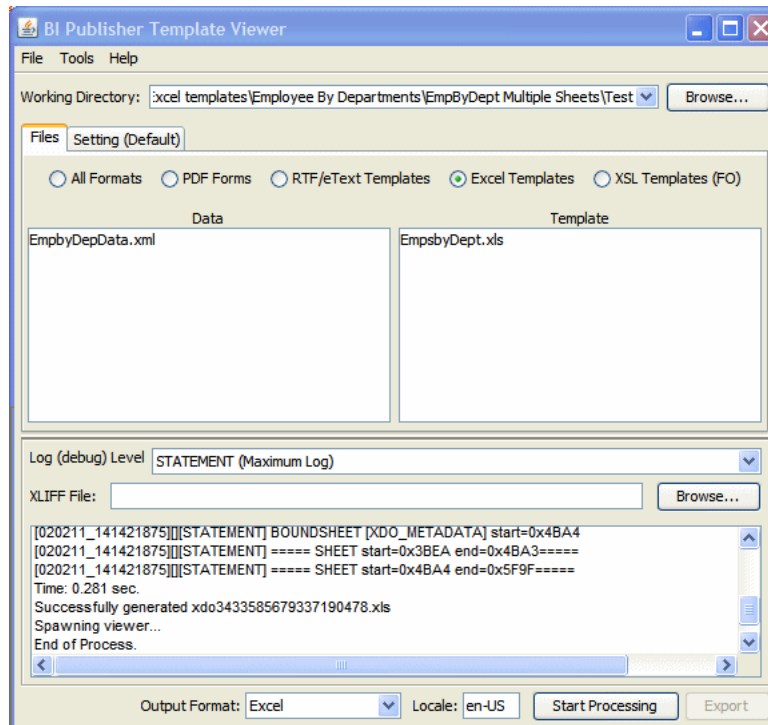 BI Publisher Template Viewer
File Tools Help
Working Directory: :xcel templates\Employee By Departments\EmpByDept Multiple Sheets\Test Browse...
Files Setting (Default)
All Formats PDF Forms RTF/eText Templates Excel Templates XSL Templates (FO)
Data Template
EmpbyDepData.xml EmpsbyDept.xls
Log (debug) Level STATEMENT (Maximum Log)
XLIFF File: Browse...
[020211_141421875][][STATEMENT] BOUNDSHEET [XDO_METADATA] start=0x4BA4
[020211_141421875][][STATEMENT] ===== SHEET start=0x3BEA end=0x4BA3=====
[020211_141421875][][STATEMENT] ===== SHEET start=0x4BA4 end=0x5F9F=====
Time: 0.281 sec.
Successfully generated xdo3433585679337190478.xls
Spawning viewer...
End of Process.
Output Format: Excel Locale: en-US Start Processing Export